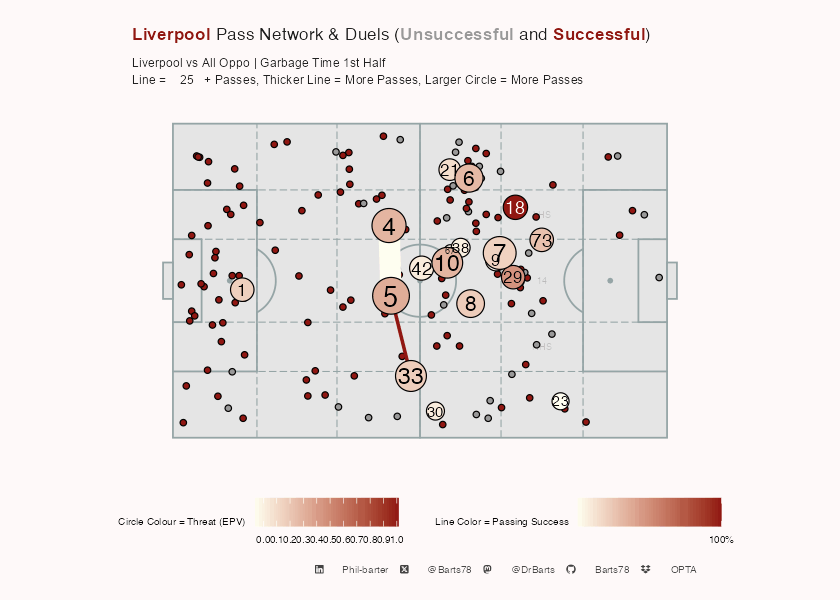 Liverpool Pass Network & Duels (Unsuccessful and Successful)
Liverpool vs All Oppo | Garbage Time 1st Half
Line = 25 + Passes, Thicker Line = More Passes, Larger Circle = More Passes
21
6
18
HS
4
73
38
7
9
10
42
29
14
1
5
8
HS
33
30
23
Circle Colour = Threat (EPV)
0.00.10.20.30.40.50.60.70.80.91.0
Line Color = Passing Success
100%
Phil-barter @Barts78 @DrBarts Barts78 OPTA